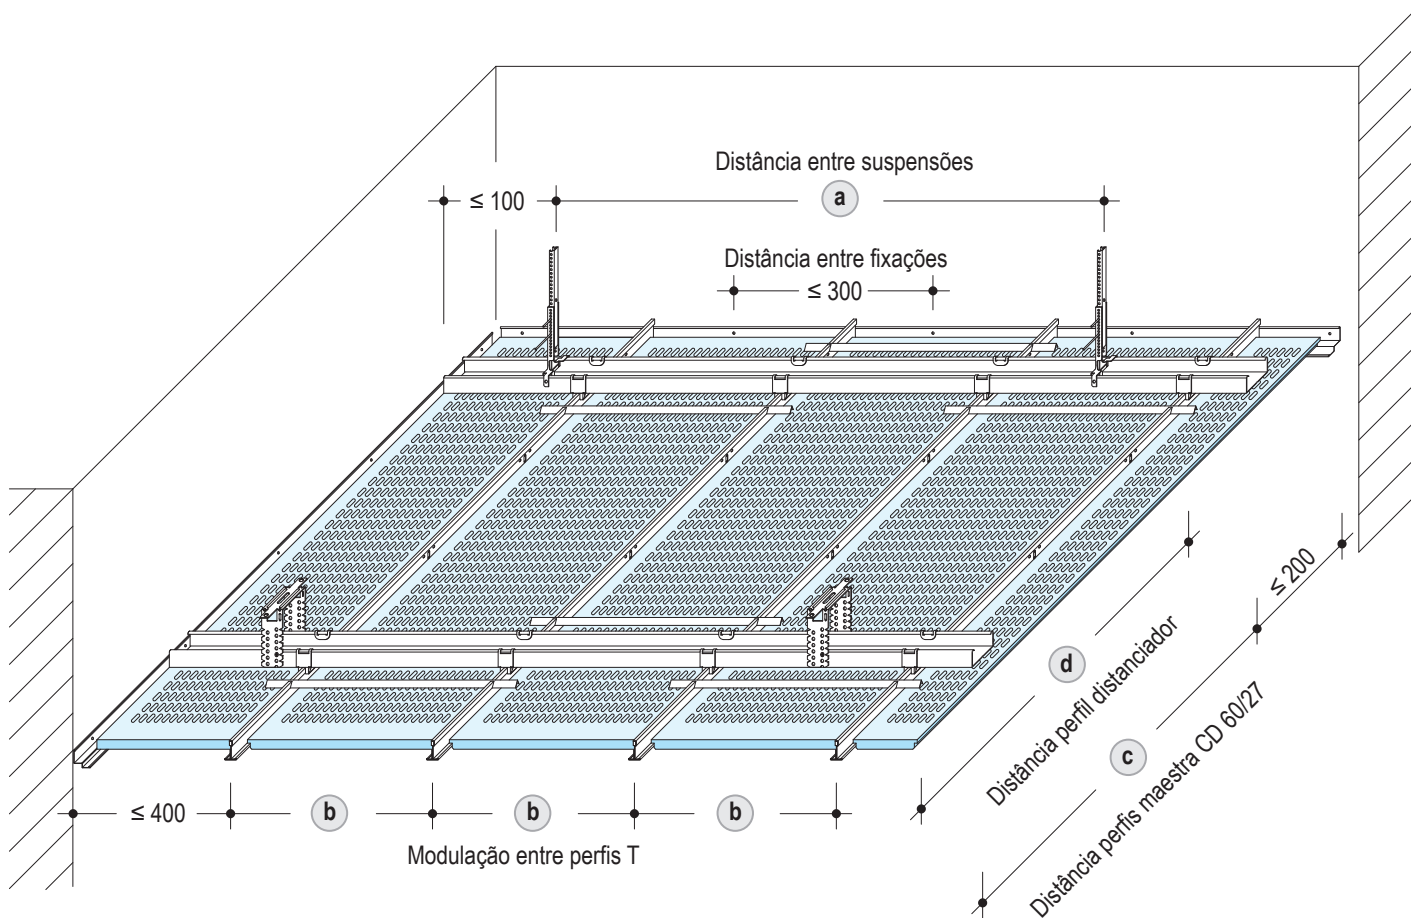 Distância entre suspensões
≤ 100
a
Distância entre fixações
≤ 300
≤ 200
d
Distância perfil distanciador
c
Distância perfis maestra CD 60/27
≤ 400
b
b
b
Modulação entre perfis T